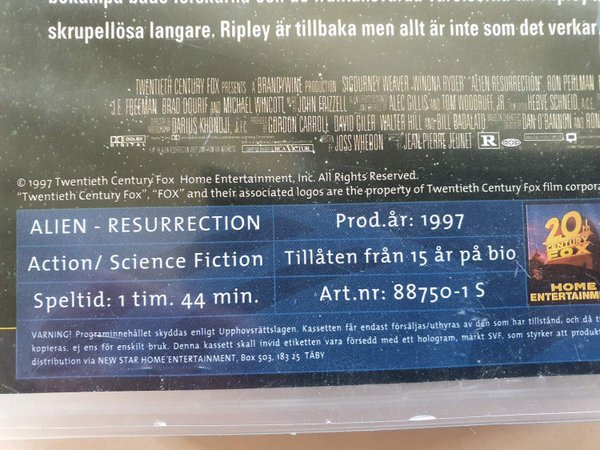 skrupellösa langare. Ripley är tillbaka men allt är inte som det verkar
TWENTIETH CENTURY FOX PRESENTS A BRANDYWINE PRODUCTION SIGOURNEY WEAVER WINONA RYDER "ALIEN RESURRECTION" RON PERLMAN
J.E. FREEMAN BRAD DOURIF AND MICHAEL WINCOTT JOHN FRIZZELL ALEC GILLIS AND TOM WOODRUFF, JR. HERVÉ SCHNEID, A.C.E.
DOLBY DIGITAL DARIUS KHONDJI, A.F.C. GORDON CARROLL, DAVID GILER, WALTER HILL AND BILL BADALATO DAN O'BANNON AND
JOSS WHEDON JEAN-PIERRE JEUNET R
© 1997 Twentieth Century Fox Home Entertainment, Inc. All Rights Reserved.
"Twentieth Century Fox", "FOX" and their associated logos are the property of Twentieth Century Fox film
ALIEN - RESURRECTION Prod.år: 1997
Action/ Science Fiction Tillåten från 15 år på bio
Speltid: 1 tim. 44 min. Art.nr: 88750-1 S
20th
CENTURY
FOX
HOME
VARNING! Programinnehållet skyddas enligt Upphovsrättslagen. Kassetten får endast försäljas/uthyras av den som har tillstånd, och då
kopieras, ej ens för enskilt bruk. Denna kassett skall invid etiketten vara försedd med ett hologram, märkt SVF, som styrker att
distribution via NEW STAR HOME ENTERTAINMENT, Box 503, 183 25 TÄBY